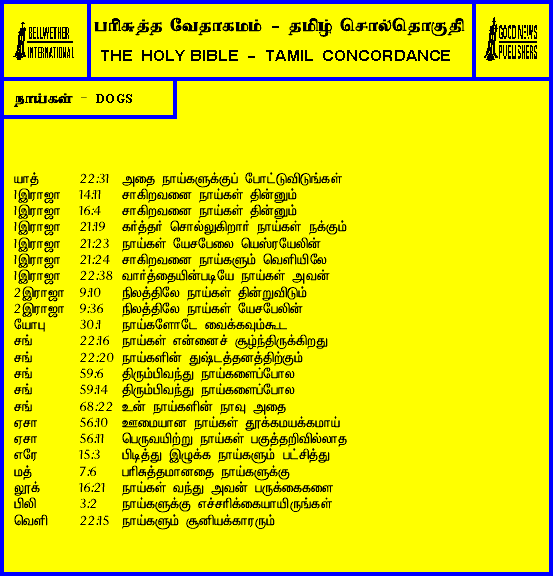 BELLWETHER INTERNATIONAL
பரிசுத்த வேதாகமம் - தமிழ் சொல்தொகுதி
THE HOLY BIBLE - TAMIL CONCORDANCE
GOOD NEWS PUBLISHERS
நாய்கள் - DOGS
யாத் 22:31 அதை நாய்களுக்குப் போட்டுவிடுங்கள்
1இராஜா 14:11 சாகிறவனை நாய்கள் தின்னும்
1இராஜா 16:4 சாகிறவனை நாய்கள் தின்னும்
1இராஜா 21:19 கர்த்தர் சொல்லுகிறார் நாய்கள் நக்கும்
1இராஜா 21:23 நாய்கள் யேசபேலை யெஸ்ரயேலின்
1இராஜா 21:24 சாகிறவனை நாய்களும் வெளியிலே
1இராஜா 22:38 வார்த்தையின்படியே நாய்கள் அவன்
2இராஜா 9:10 நிலத்திலே நாய்கள் தின்றுவிடும்
2இராஜா 9:36 நிலத்திலே நாய்கள் யேசபேலின்
யோபு 30:1 நாய்களோடே வைக்கவும்கூட
சங் 22:16 நாய்கள் என்னைச் சூழ்ந்திருக்கிறது
சங் 22:20 நாய்களின் துஷ்டத்தனத்திற்கும்
சங் 59:6 திரும்பிவந்து நாய்களைப்போல
சங் 59:14 திரும்பிவந்து நாய்களைப்போல
சங் 68:22 உன் நாய்களின் நாவு அதை
ஏசா 56:10 ஊமையான நாய்கள் தூக்கமயக்கமாய்
ஏசா 56:11 பெருவயிற்று நாய்கள் பகுத்தறிவில்லாத
எரே 15:3 பிடித்து இழுக்க நாய்களும் பட்சித்து
மத் 7:6 பரிசுத்தமானதை நாய்களுக்கு
லூக் 16:21 நாய்கள் வந்து அவன் பருக்கைகளை
பிலி 3:2 நாய்களுக்கு எச்சரிக்கையாயிருங்கள்
வெளி 22:15 நாய்களும் சூனியக்காரரும்